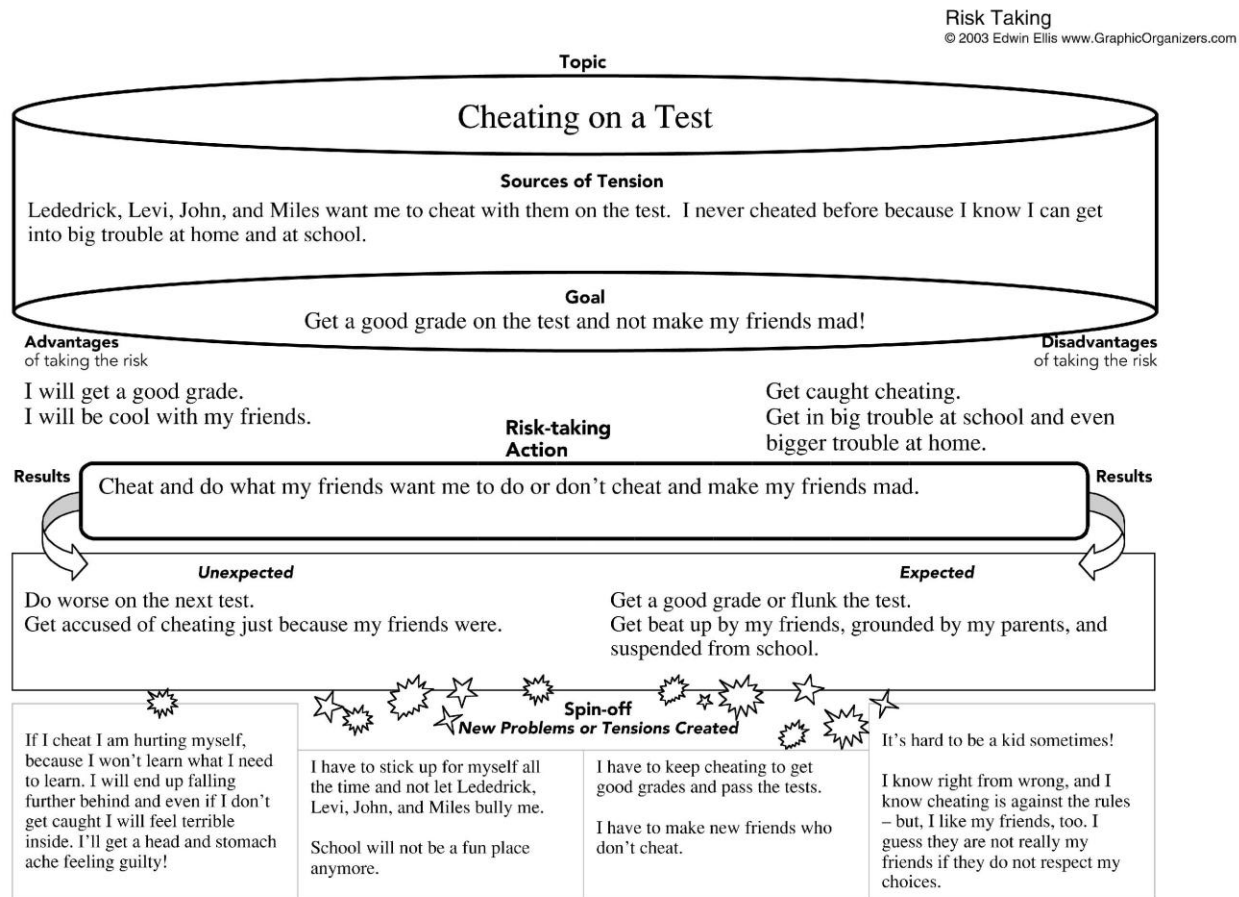 Risk Taking
© 2003 Edwin Ellis www.GraphicOrganizers.com
Topic
Cheating on a Test
Sources of Tension
Lededrick, Levi, John, and Miles want me to cheat with them on the test. I never cheated before because I know I can get
into big trouble at home and at school.
Goal
Get a good grade on the test and not make my friends mad!
Advantages
of taking the risk
I will get a good grade.
I will be cool with my friends.
Disadvantages
of taking the risk
Get caught cheating.
Get in big trouble at school and even
bigger trouble at home.
Risk-taking
Action
Results
Cheat and do what my friends want me to do or don’t cheat and make my friends mad.
Results
Unexpected
Do worse on the next test.
Get accused of cheating just because my friends were.
Expected
Get a good grade or flunk the test.
Get beat up by my friends, grounded by my parents, and
suspended from school.
Spin-off
New Problems or Tensions Created
If I cheat I am hurting myself,
because I won’t learn what I need
to learn. I will end up falling
further behind and even if I don’t
get caught I will feel terrible
inside. I’ll get a head and stomach
ache feeling guilty!
I have to stick up for myself all
the time and not let Lededrick,
Levi, John, and Miles bully me.
School will not be a fun place
anymore.
I have to keep cheating to get
good grades and pass the tests.
I have to make new friends who
don’t cheat.
It’s hard to be a kid sometimes!
I know right from wrong, and I
know cheating is against the rules
– but, I like my friends, too. I
guess they are not really my
friends if they do not respect my
choices.